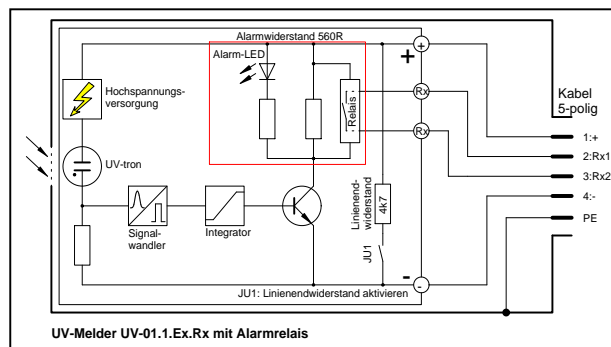 Alarmwiderstand 560R
Alarm-LED
+
+
Kabel
5-polig
Hochspannungs-
versorgung
Relais
Rx
Rx
1:+
2:Rx1
3:Rx2
4:-
PE
UV-tron
Signal-
wandler
Integrator
Linienend-
widerstand
4k7
JU1
-
-
JU1: Linienendwiderstand aktivieren
UV-Melder UV-01.1.Ex.Rx mit Alarmrelais